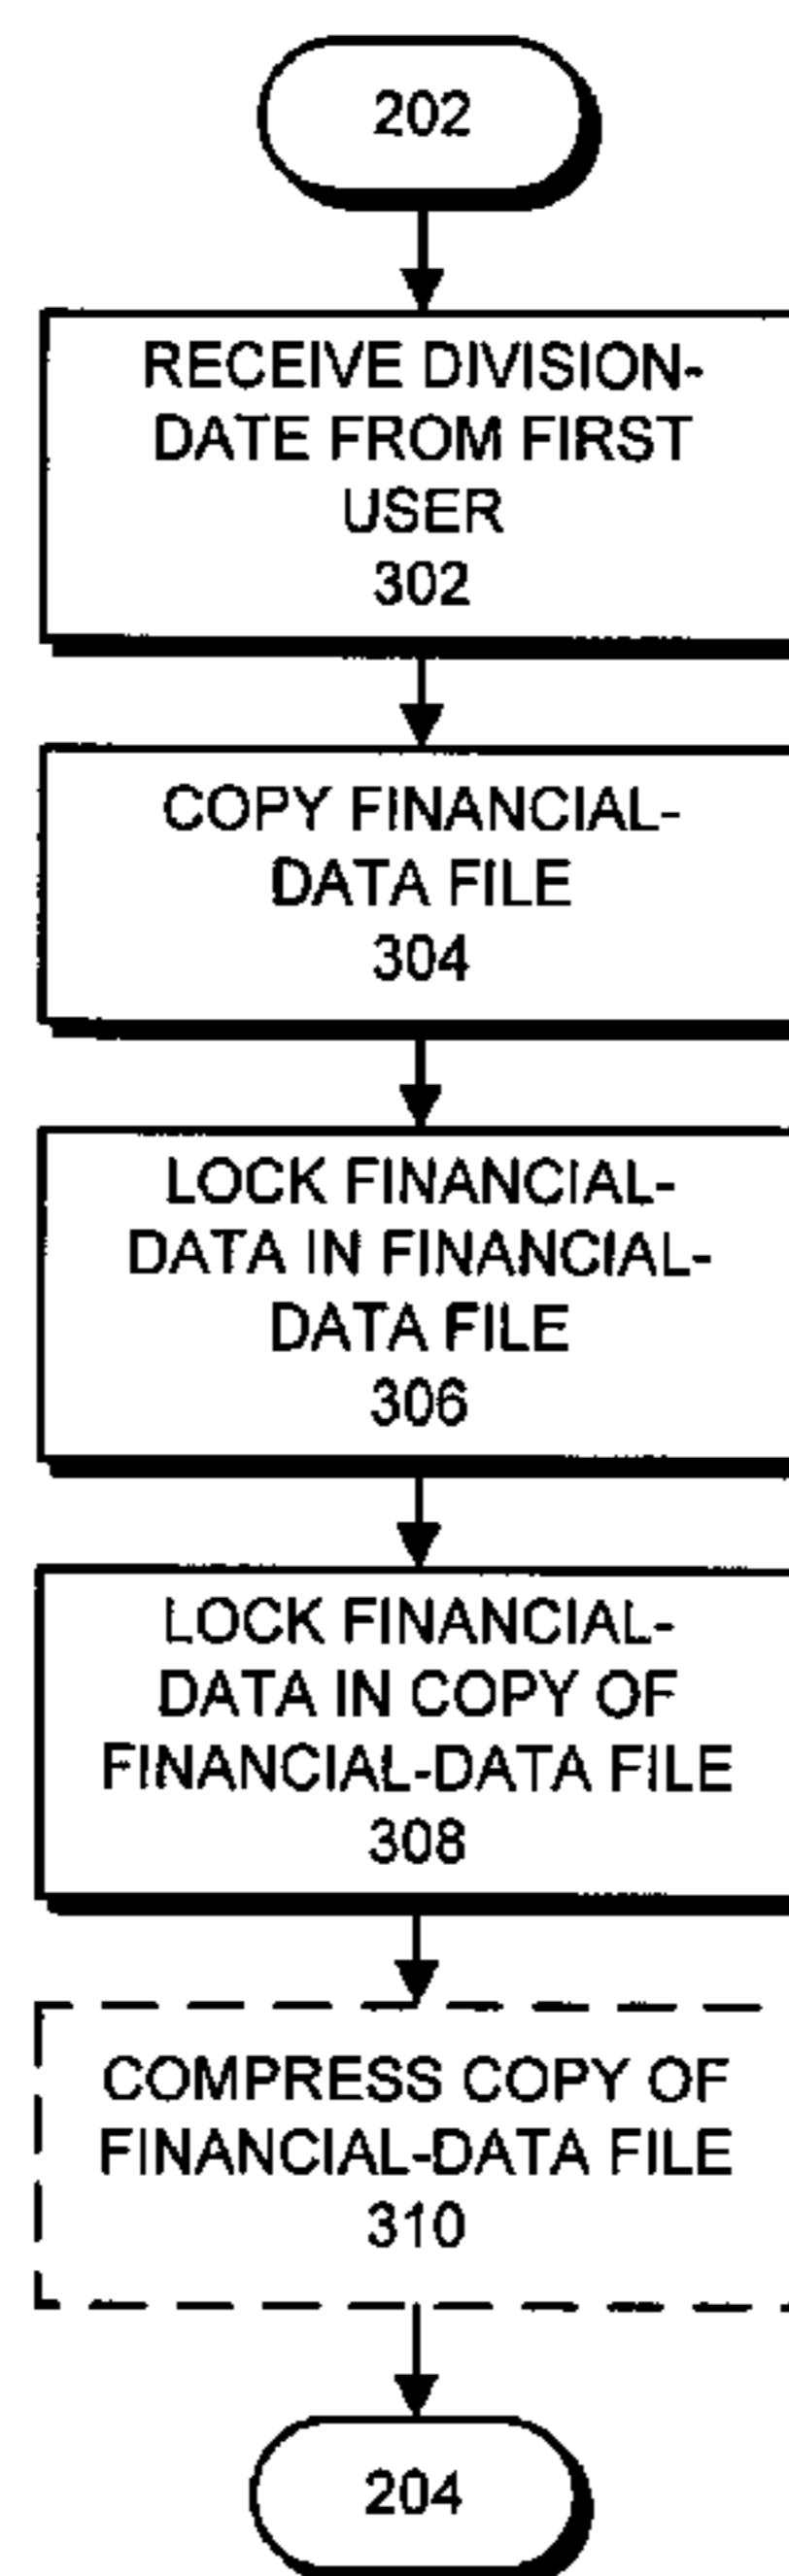 202
RECEIVE DIVISION-
DATE FROM FIRST
USER
302
COPY FINANCIAL-
DATA FILE
304
LOCK FINANCIAL-
DATA IN FINANCIAL-
DATA FILE
306
LOCK FINANCIAL-
DATA IN COPY OF
FINANCIAL-DATA FILE
308
COMPRESS COPY OF
FINANCIAL-DATA FILE
310
204